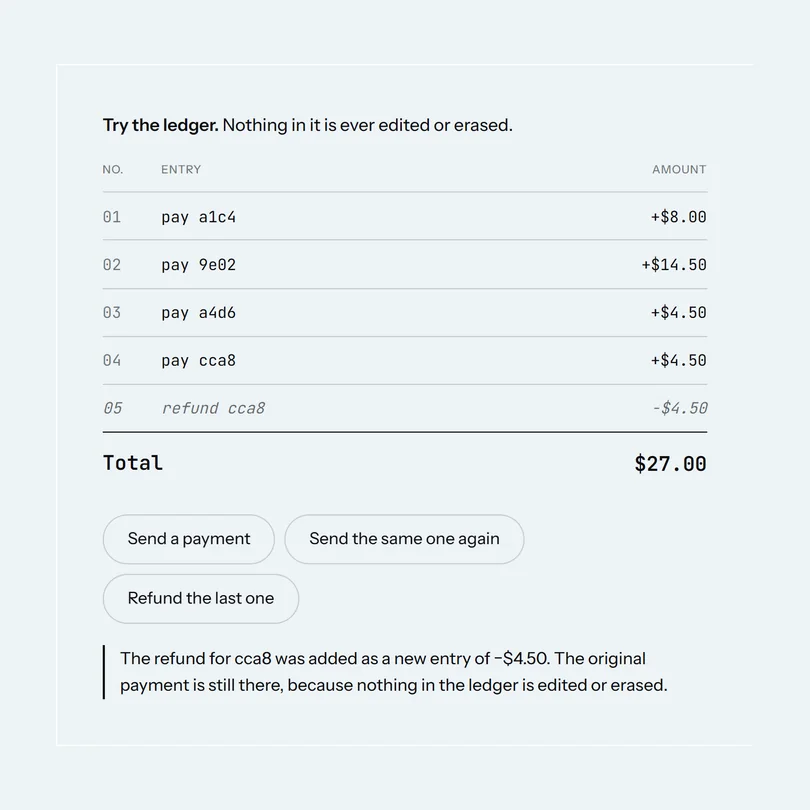 Try the ledger. Nothing in it is ever edited or erased.
NO. ENTRY AMOUNT
01 pay a1c4 +$8.00
02 pay 9e02 +$14.50
03 pay a4d6 +$4.50
04 pay cca8 +$4.50
05 refund cca8 -$4.50
Total $27.00
Send a payment Send the same one again
Refund the last one
The refund for cca8 was added as a new entry of −$4.50. The original
payment is still there, because nothing in the ledger is edited or erased.